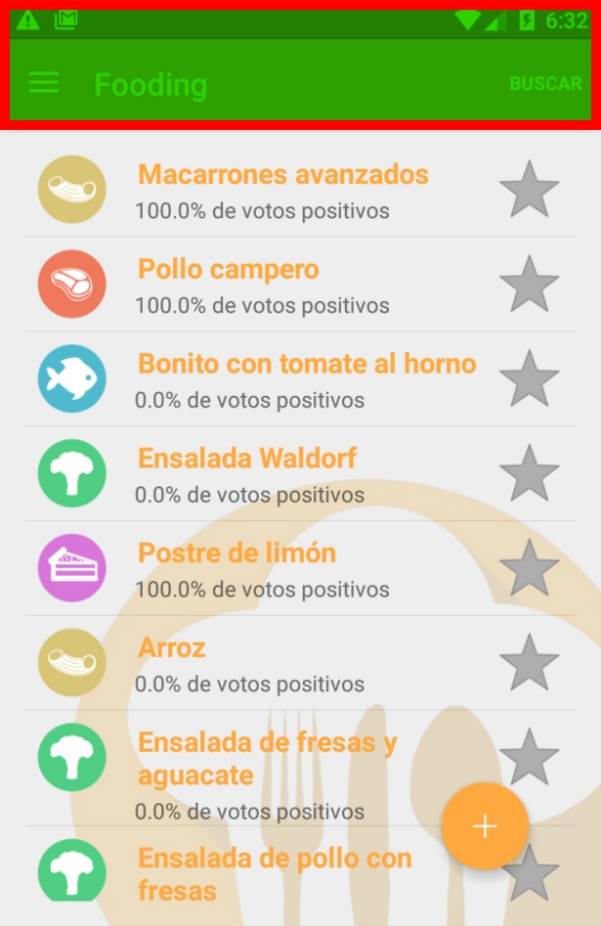 6:32
Fooding
BUSCAR
Macarrones avanzados
100.0% de votos positivos
Pollo campero
100.0% de votos positivos
Bonito con tomate al horno
0.0% de votos positivos
Ensalada Waldorf
0.0% de votos positivos
Postre de limón
100.0% de votos positivos
Arroz
0.0% de votos positivos
Ensalada de fresas y
aguacate
0.0% de votos positivos
Ensalada de pollo con
fresas